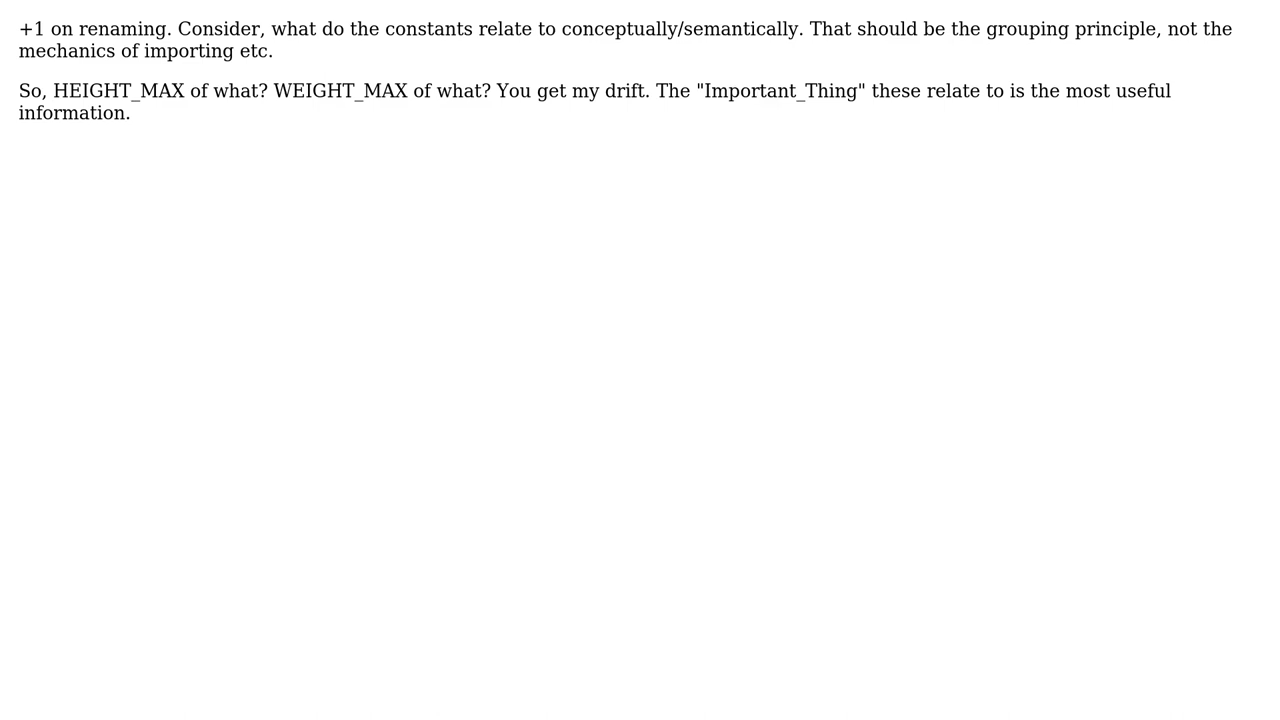 +1 on renaming. Consider, what do the constants relate to conceptually/semantically. That should be the grouping principle, not the
mechanics of importing etc.
So, HEIGHT_MAX of what? WEIGHT_MAX of what? You get my drift. The "Important_Thing" these relate to is the most useful
information.